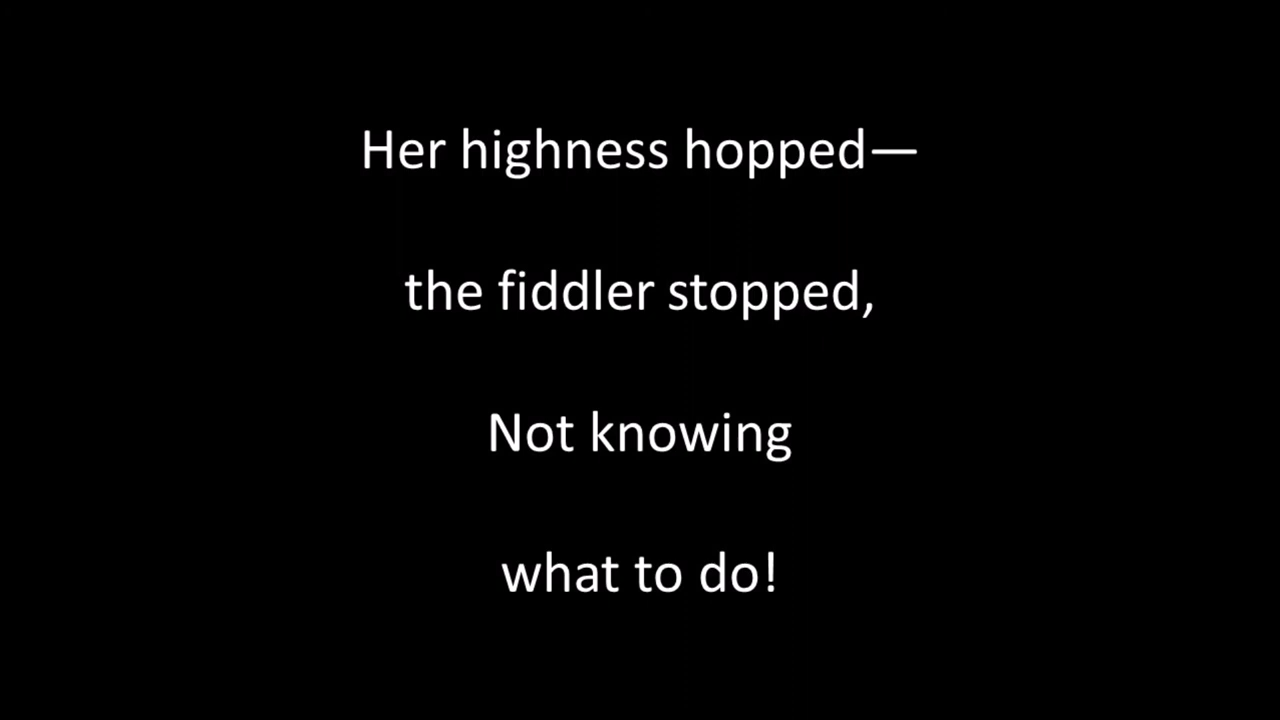 Her highness hopped—
the fiddler stopped,
Not knowing
what to do!